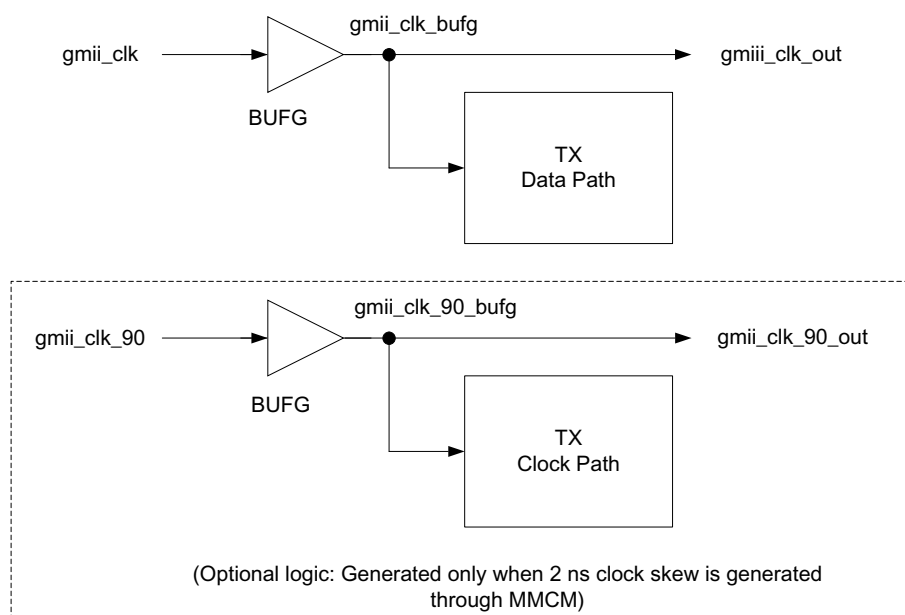 gmii_clk_bufg
gmii_clk
gmiii_clk_out
BUFG
TX
Data Path
gmii_clk_90_bufg
gmii_clk_90
gmii_clk_90_out
BUFG
TX
Clock Path
(Optional logic: Generated only when 2 ns clock skew is generated
through MMCM)